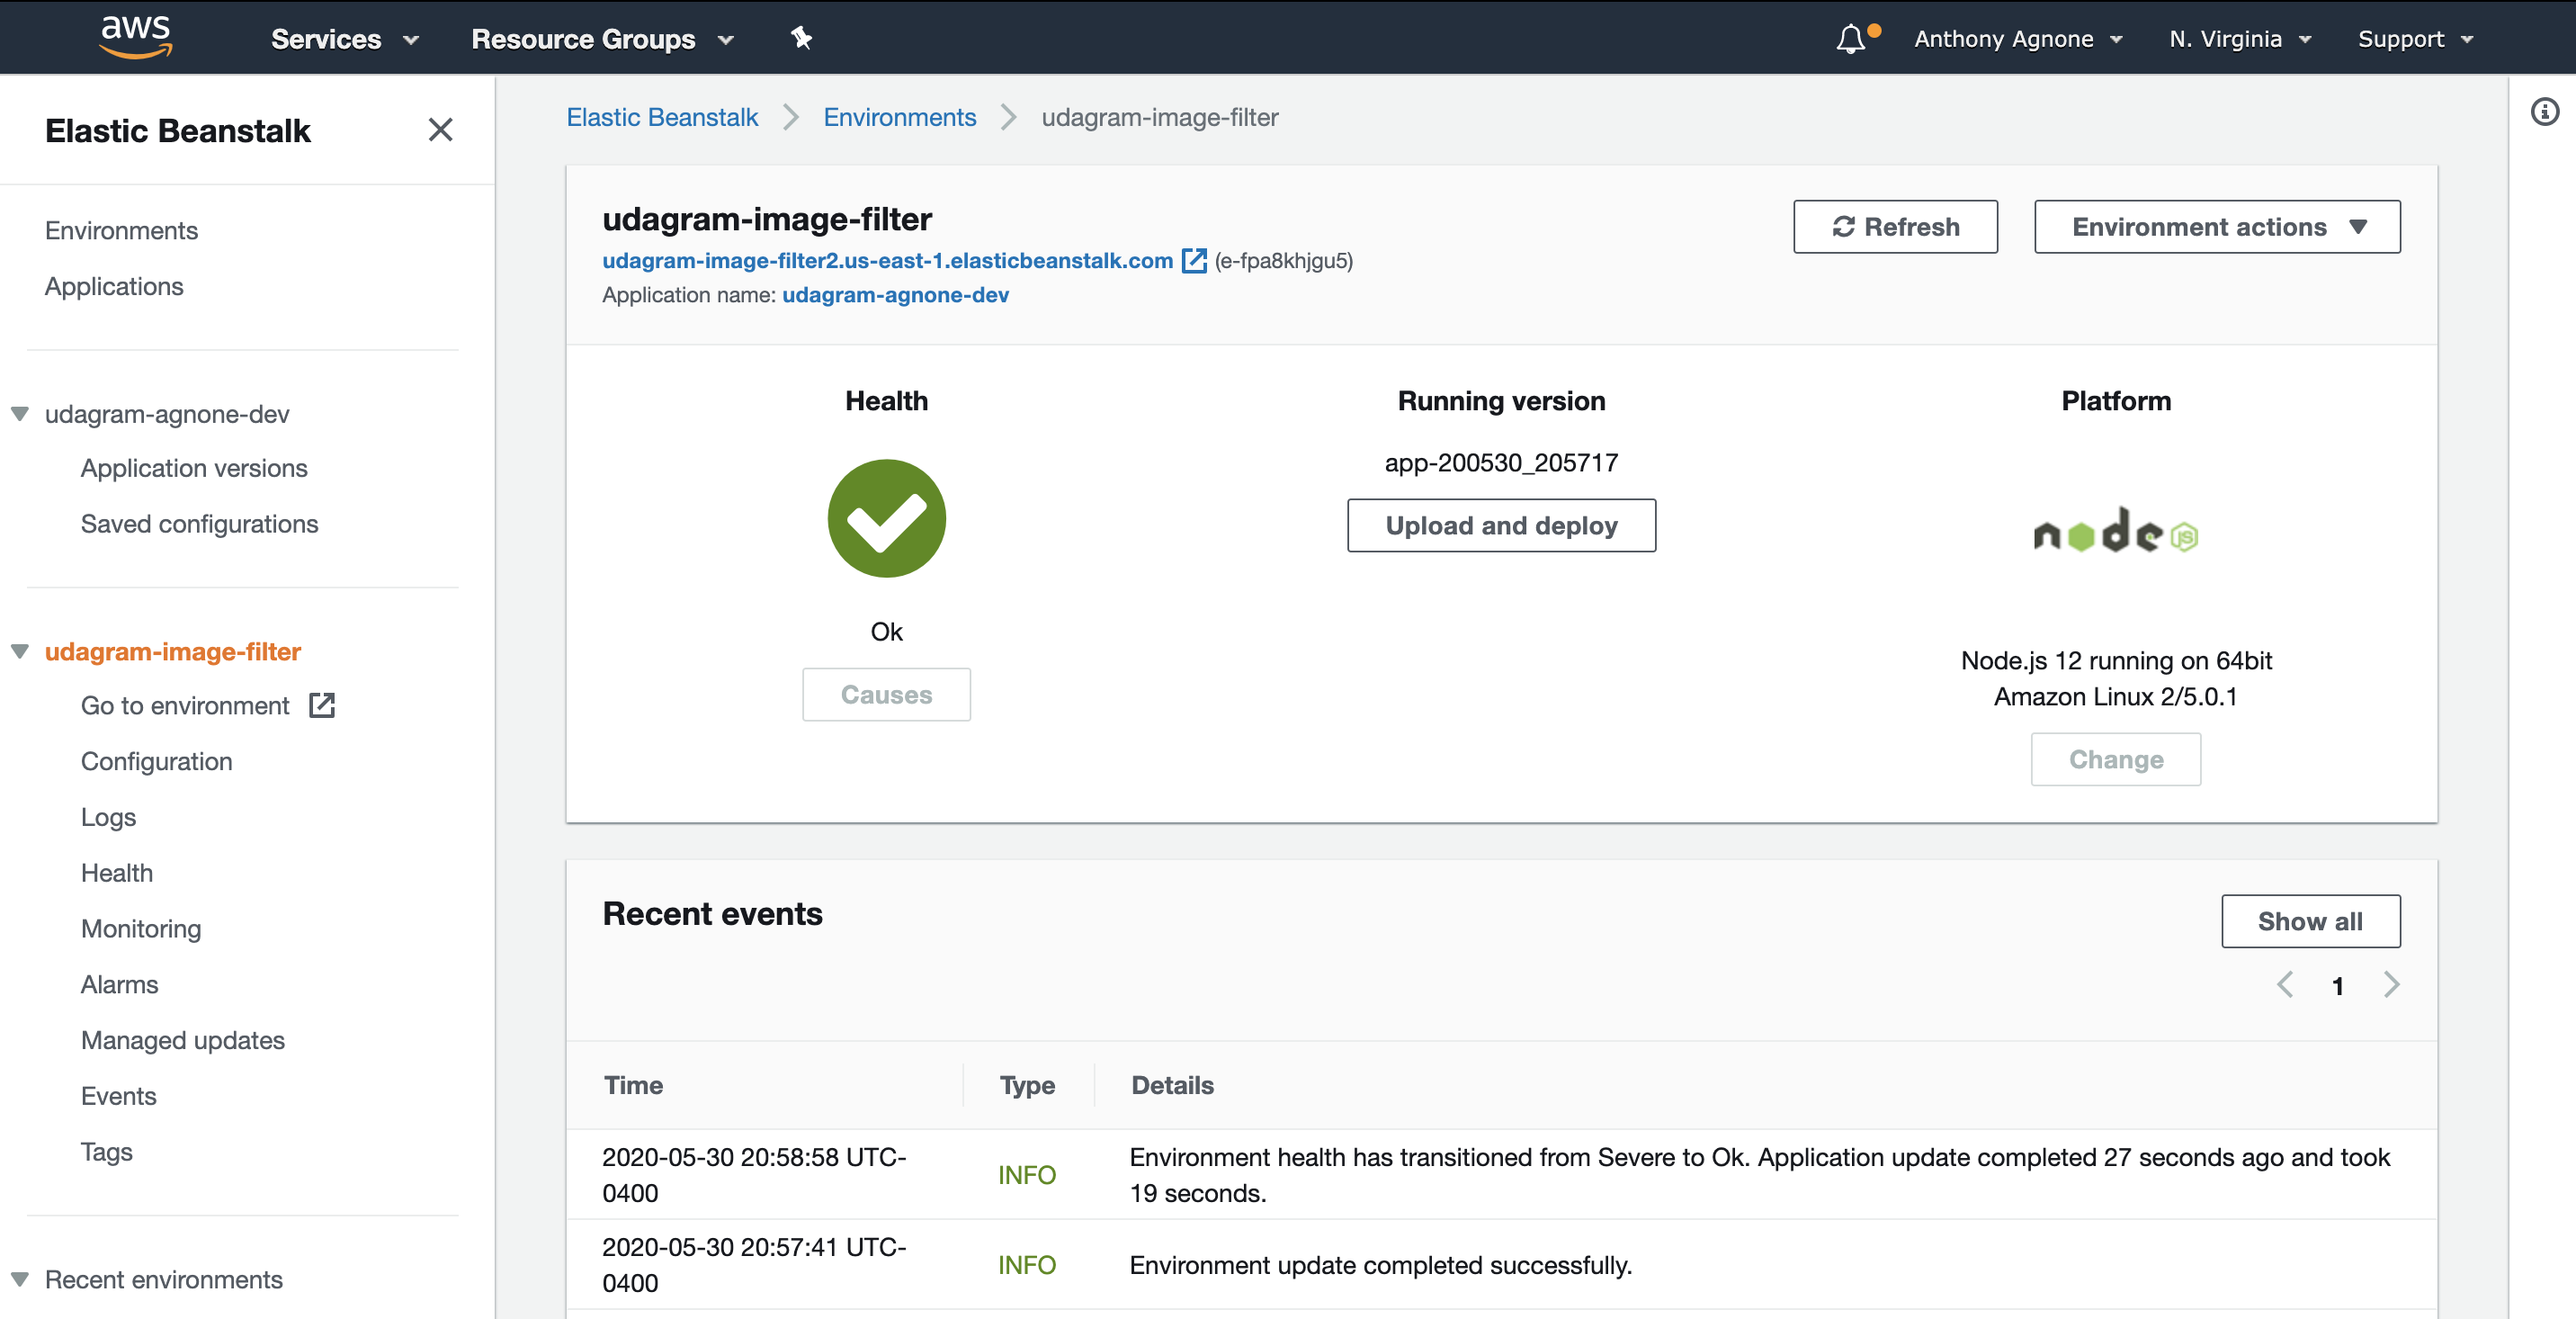 aws
Services
Resource Groups
Anthony Agnone
N. Virginia
Support
Elastic Beanstalk
Environments
Applications
udagram-agnone-dev
Application versions
Saved configurations
udagram-image-filter
Go to environment
Configuration
Logs
Health
Monitoring
Alarms
Managed updates
Events
Tags
Recent environments
Elastic Beanstalk
Environments
udagram-image-filter
udagram-image-filter
udagram-image-filter2.us-east-1.elasticbeanstalk.com (e-fpa8khjgu5)
Application name: udagram-agnone-dev
Refresh
Environment actions
Health
Ok
Causes
Running version
app-200530_205717
Upload and deploy
Platform
node JS
Node.js 12 running on 64bit
Amazon Linux 2/5.0.1
Change
Recent events
Show all
1
Time
Type
Details
2020-05-30 20:58:58 UTC-
0400
INFO
Environment health has transitioned from Severe to Ok. Application update completed 27 seconds ago and took
19 seconds.
2020-05-30 20:57:41 UTC-
0400
INFO
Environment update completed successfully.